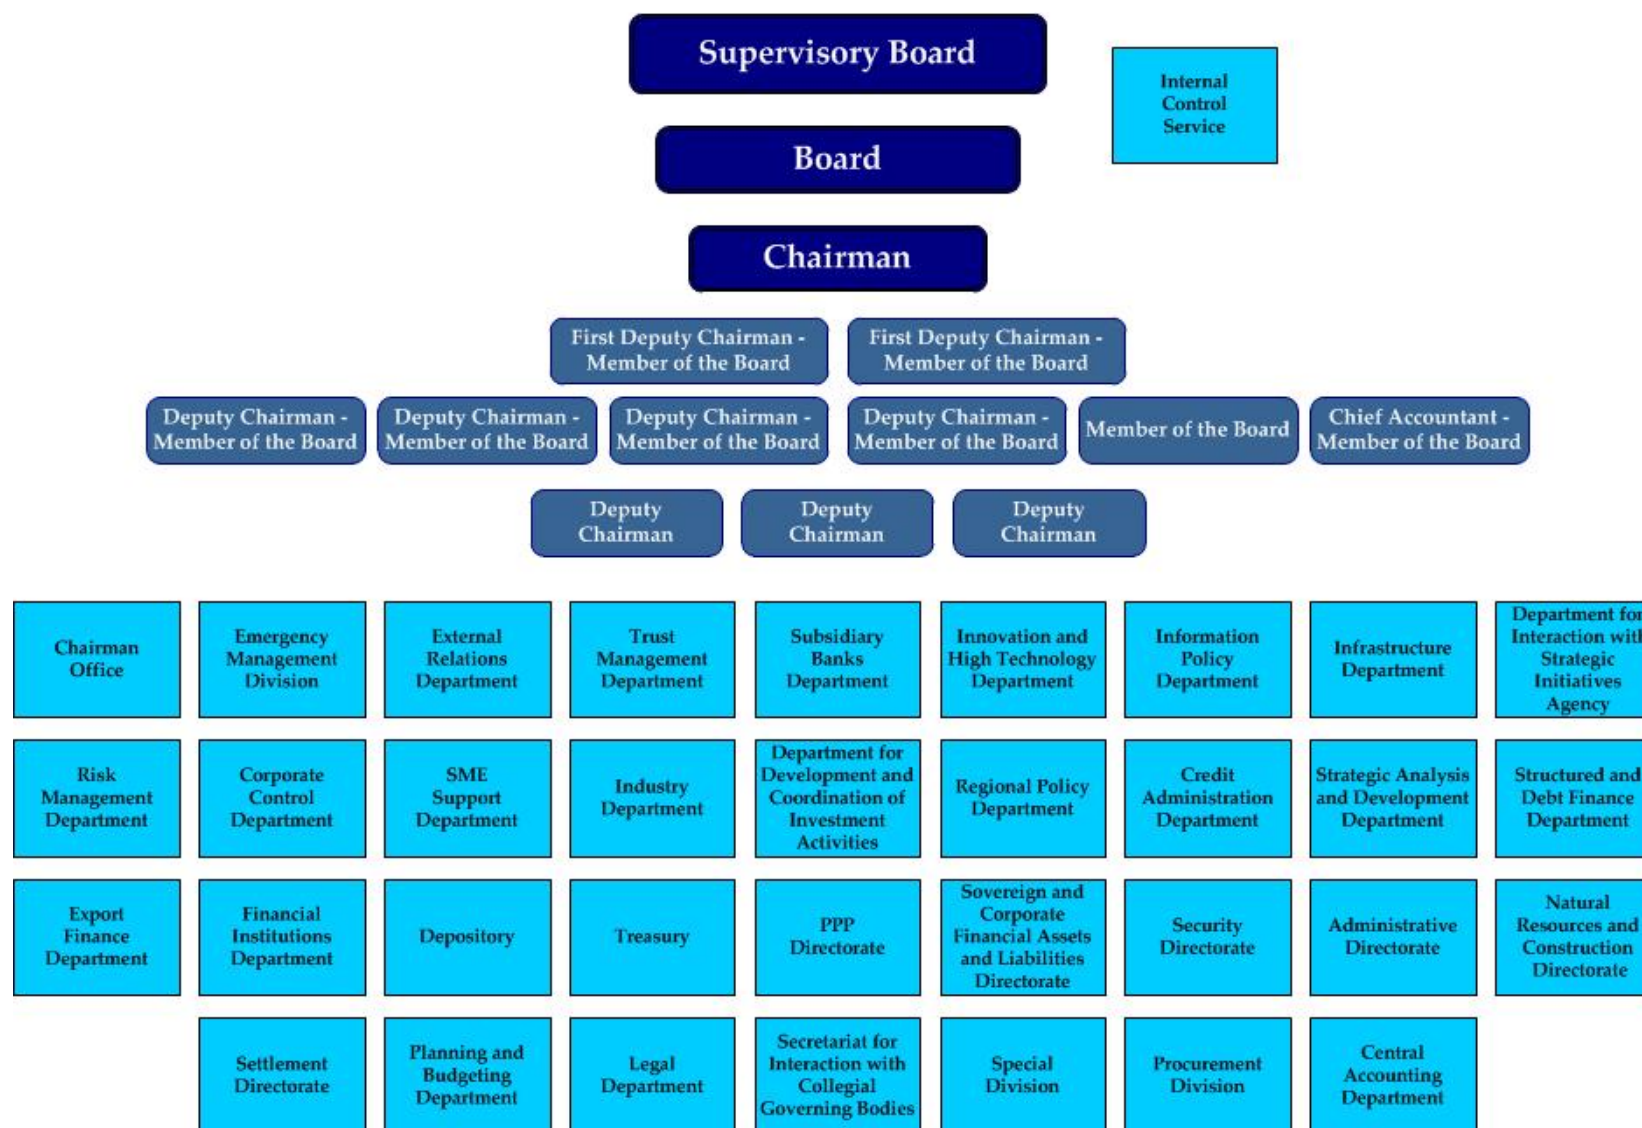 Supervisory Board
Internal
Control
Service
Board
Chairman
First Deputy Chairman -
Member of the Board
First Deputy Chairman -
Member of the Board
Deputy Chairman -
Member of the Board
Deputy Chairman -
Member of the Board
Deputy Chairman -
Member of the Board
Deputy Chairman -
Member of the Board
Member of the Board
Chief Accountant -
Member of the Board
Deputy
Chairman
Deputy
Chairman
Deputy
Chairman
Chairman
Office
Emergency
Management
Division
External
Relations
Department
Trust
Management
Department
Subsidiary
Banks
Department
Innovation and
High Technology
Department
Information
Policy
Department
Infrastructure
Department
Department for
Interaction with
Strategic
Initiatives
Agency
Risk
Management
Department
Corporate
Control
Department
SME
Support
Department
Industry
Department
Department for
Development and
Coordination of
Investment
Activities
Regional Policy
Department
Credit
Administration
Department
Strategic Analysis
and Development
Department
Structured and
Debt Finance
Department
Export
Finance
Department
Financial
Institutions
Department
Depository
Treasury
PPP
Directorate
Sovereign and
Corporate
Financial Assets
and Liabilities
Directorate
Security
Directorate
Administrative
Directorate
Natural
Resources and
Construction
Directorate
Settlement
Directorate
Planning and
Budgeting
Department
Legal
Department
Secretariat for
Interaction with
Collegial
Governing Bodies
Special
Division
Procurement
Division
Central
Accounting
Department